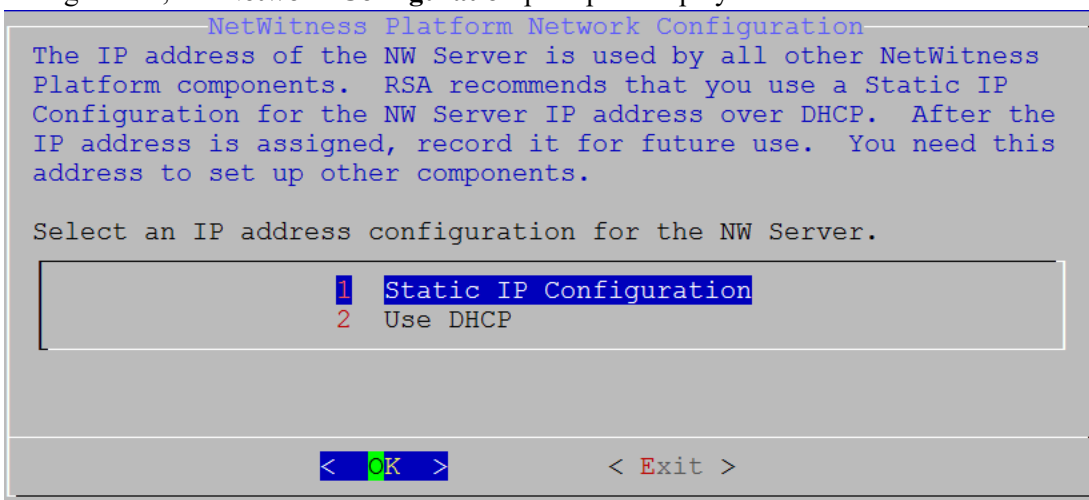 NetWitness Platform Network Configuration
The IP address of the NW Server is used by all other NetWitness
Platform components.  RSA recommends that you use a Static IP
Configuration for the NW Server IP address over DHCP.  After the
IP address is assigned, record it for future use.  You need this
address to set up other components.
Select an IP address configuration for the NW Server.
1  Static IP Configuration
2  Use DHCP
<  OK  >  < Exit >